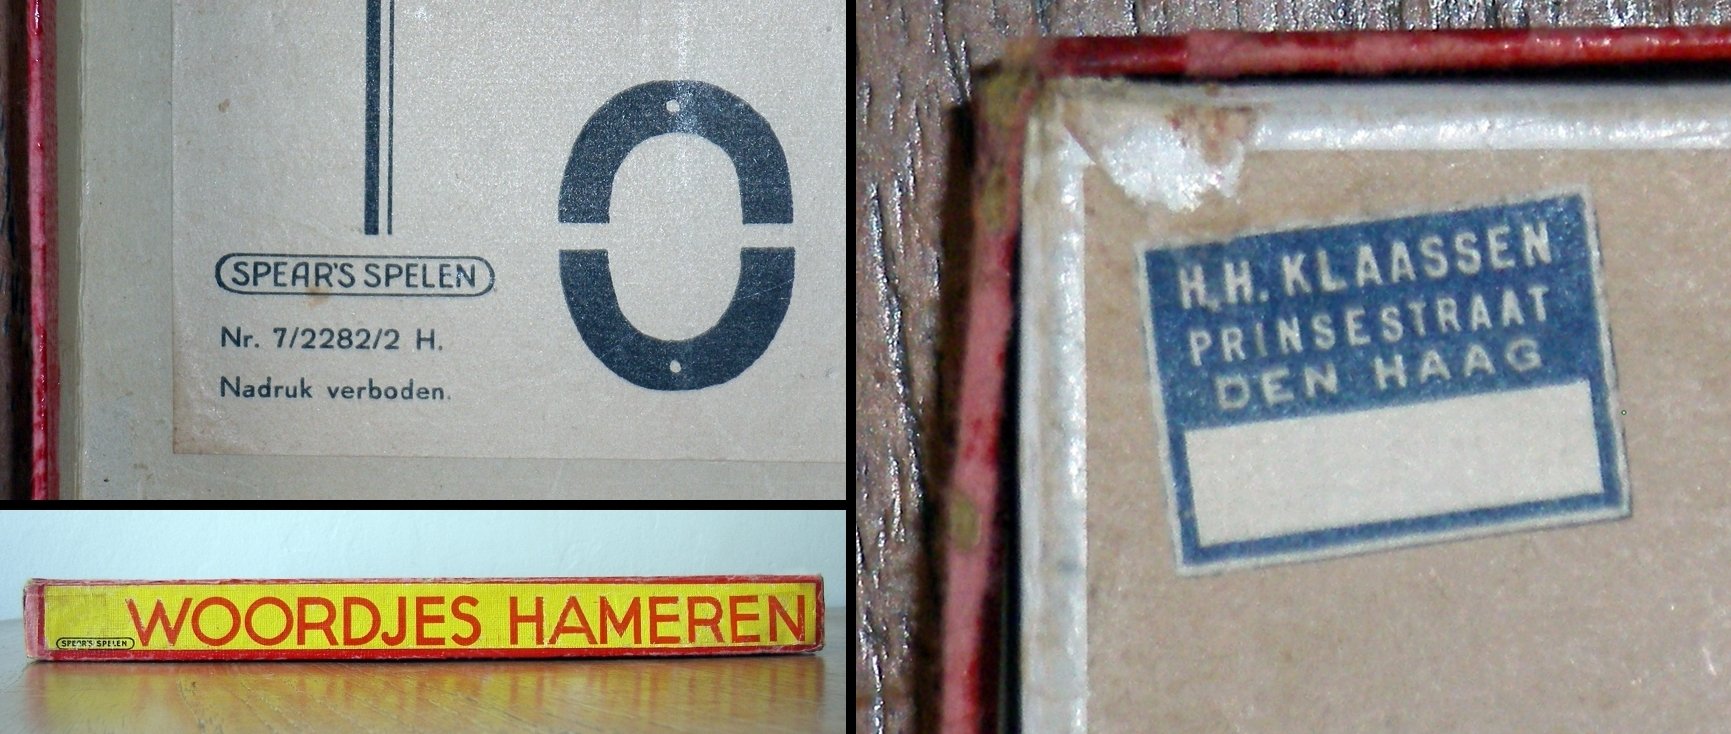 SPEAR'S SPELEN
Nr. 7/2282/2 H.
Nadruk verboden.
O
SPEAR'S SPELEN
WOORDJES HAMEREN
H.H. KLAASSEN
PRINSESTRAAT
DEN HAAG